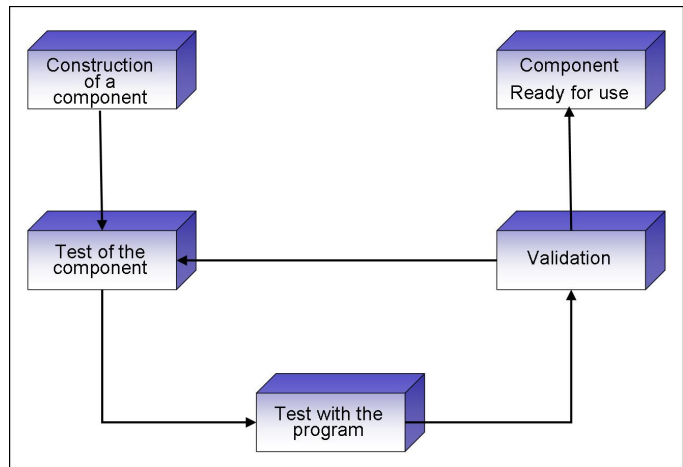 Construction
of a
component
Component
Ready for use
Test of the
component
Validation
Test with the
program